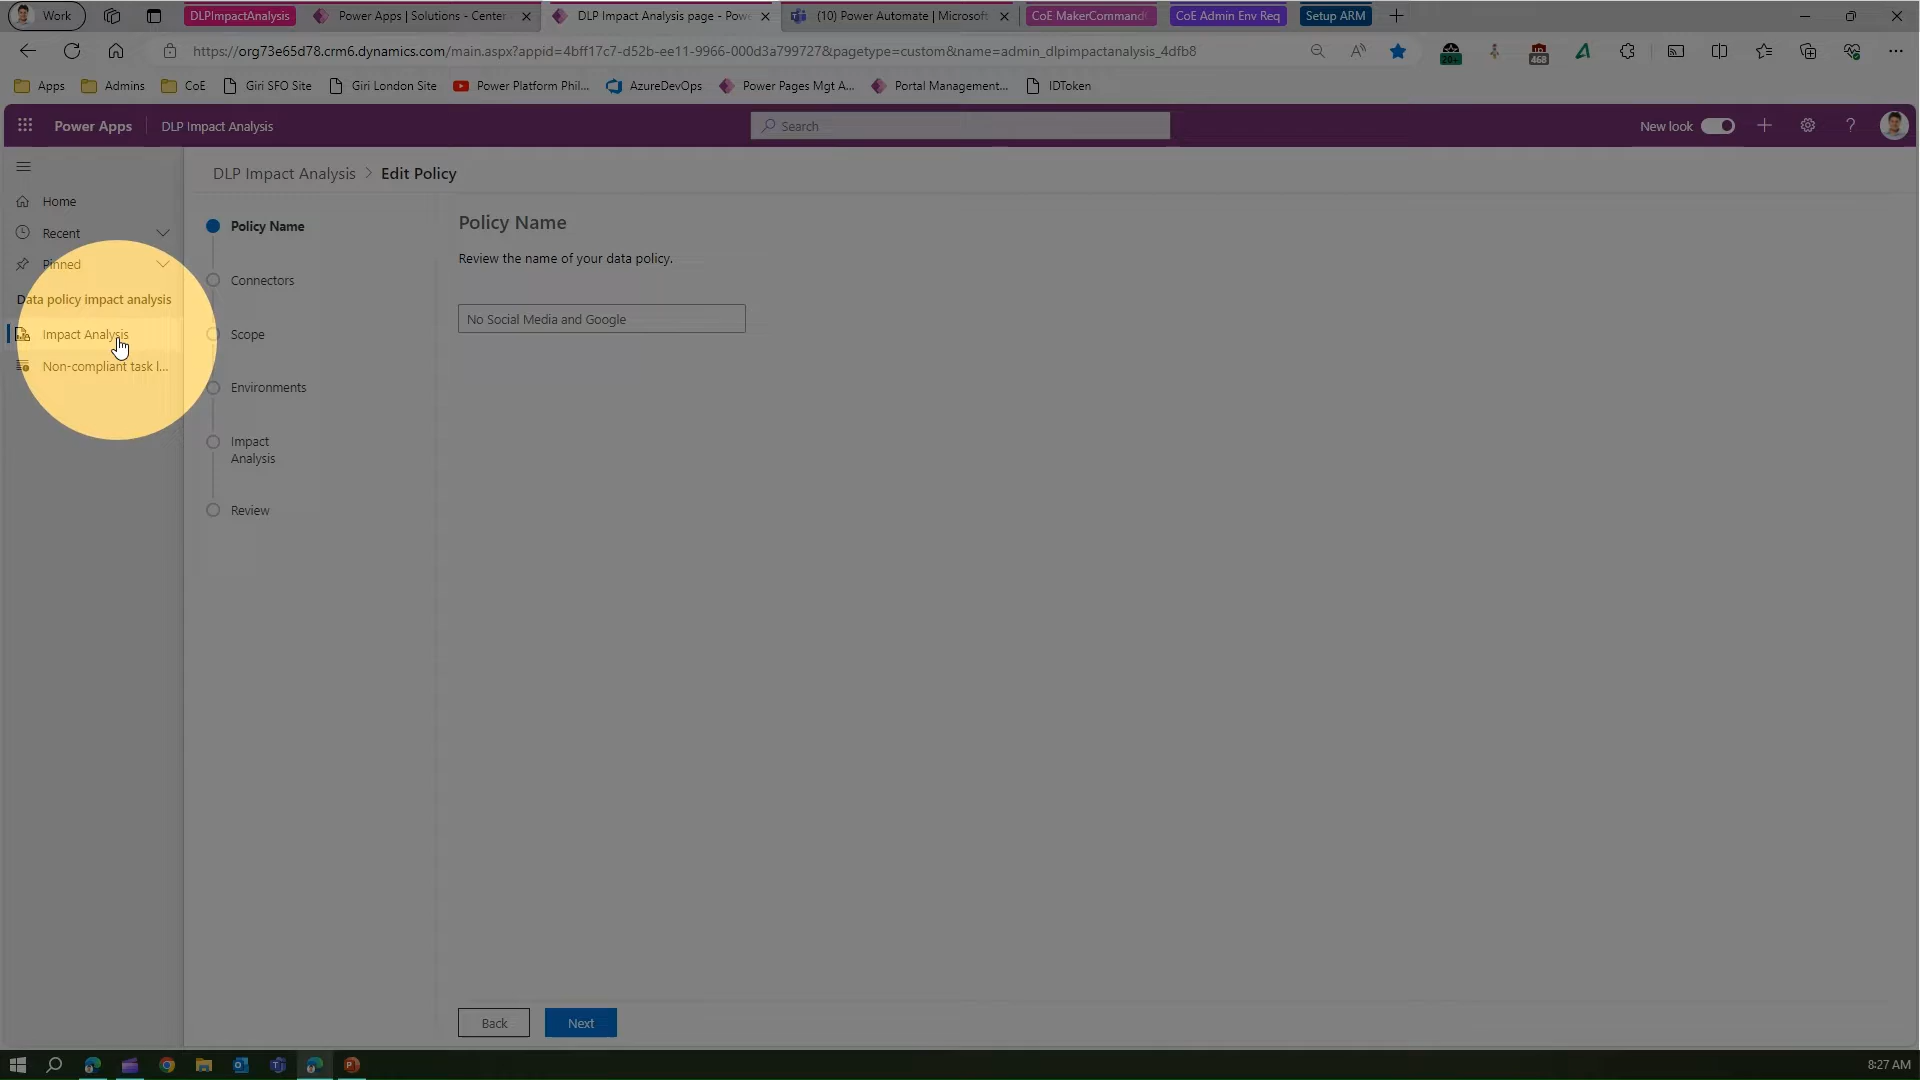 Work
DLPImpactAnalysis
Power Apps | Solutions - Center
DLP Impact Analysis page - Powe
(10) Power Automate | Microsoft
CoE MakerCommandC
CoE Admin Env Req
Setup ARM
https://org73e65d78.crm6.dynamics.com/main.aspx?appid=4bff17c7-d52b-ee11-9966-000d3a799727&pagetype=custom&name=admin_dlpimpactanalysis_4dfb8
20+
468
Apps
Admins
CoE
Giri SFO Site
Giri London Site
Power Platform Phil...
AzureDevOps
Power Pages Mgt A...
Portal Management...
IDToken
Power Apps
DLP Impact Analysis
Search
New look
DLP Impact Analysis > Edit Policy
Home
Recent
Pinned
Data policy impact analysis
Impact Analysis
Non-compliant task l...
Policy Name
Connectors
Scope
Environments
Impact
Analysis
Review
Policy Name
Review the name of your data policy.
No Social Media and Google
Back
Next
8:27 AM